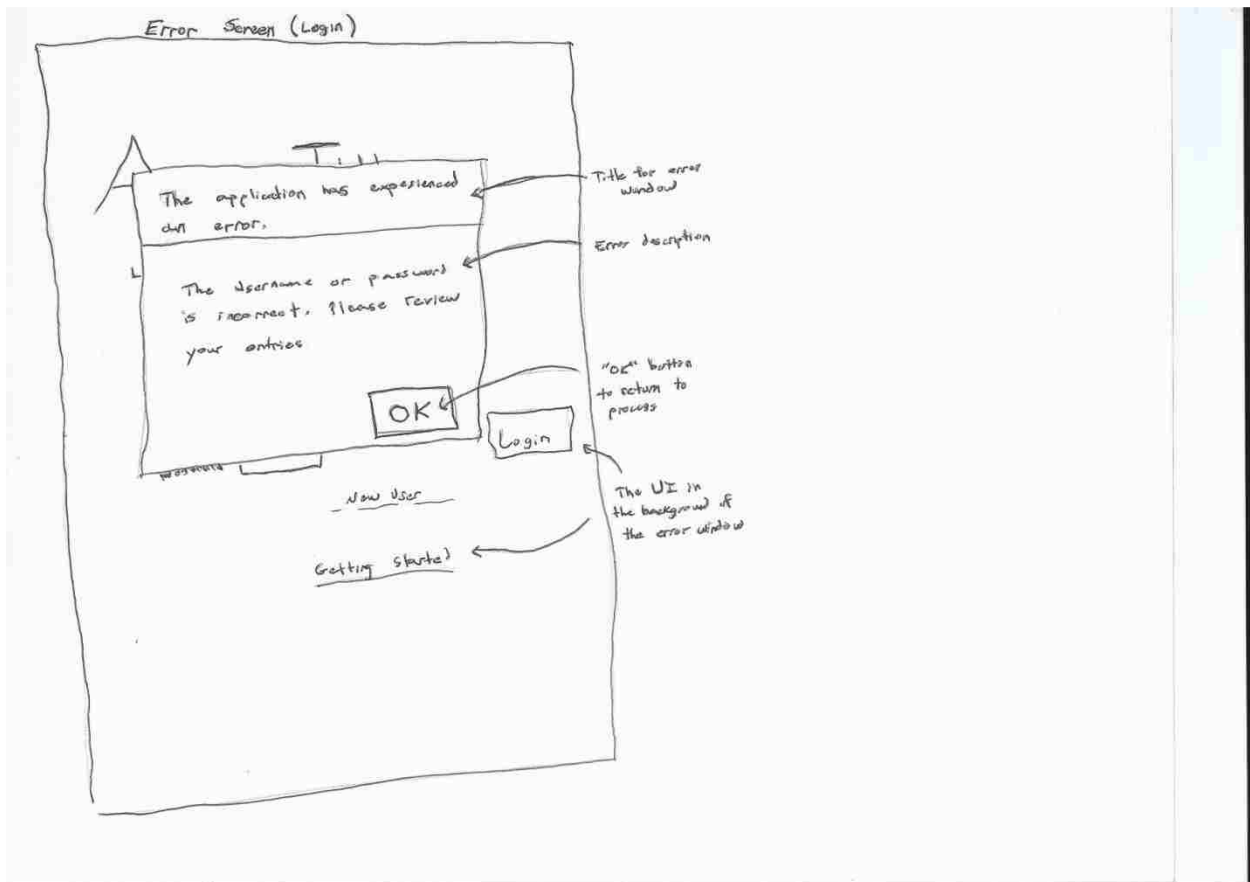 Error Screen (Login)
The application has experienced
an error.
Title for error
window
Error description
The username or password
is incorrect. Please review
your entries
"OK" button
to return to
process
OK
Login
New User
The UI in
the backgroud of
the error window
Getting Started